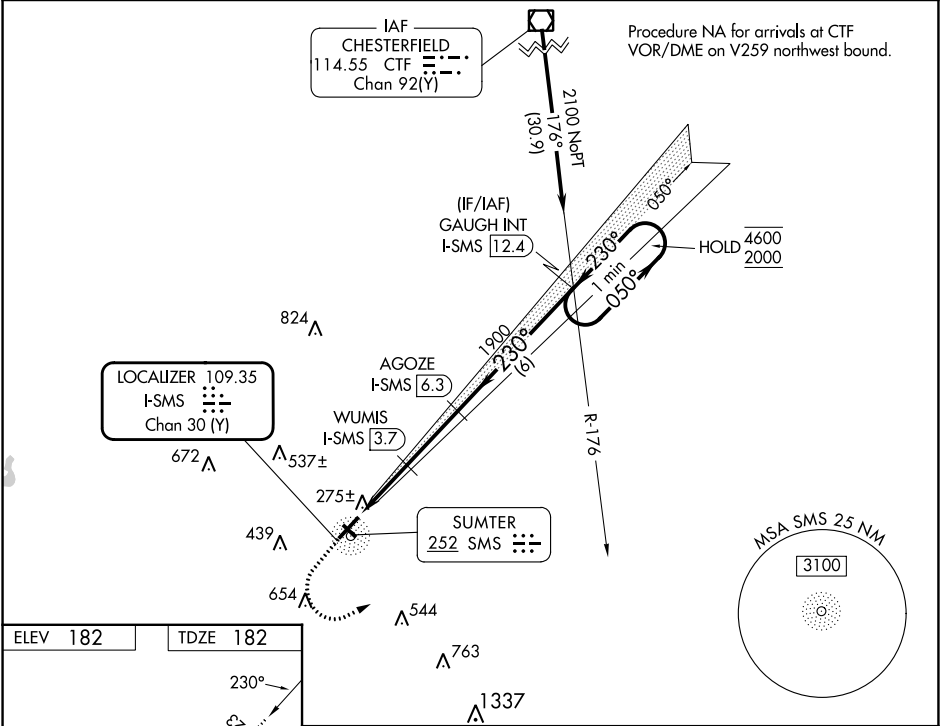 IAF
CHESTERFIELD
114.55 CTF
Chan 92(Y)
Procedure NA for arrivals at CTF
VOR/DME on V259 northwest bound.
2100 NoPT
176°
(30.9)
050°
(IF/IAF)
GAUGH INT
I-SMS 12.4
230°
1 min
050°
HOLD 4600
2000
824
1900
230°
(6)
AGOZE
I-SMS 6.3
LOCALIZER 109.35
I-SMS
Chan 30 (Y)
WUMIS
I-SMS 3.7
R-176
672
537±
275±
SUMTER
252 SMS
439
MSA SMS 25 NM
3100
654
544
ELEV 182
TDZE 182
763
230°
1337